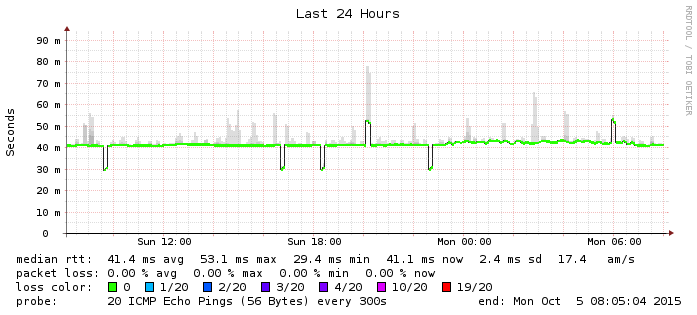 Last 24 Hours
RRDTOOL / TOBI OETIKER
Seconds
90 m
80 m
70 m
60 m
50 m
40 m
30 m
20 m
10 m
0
Sun 12:00 Sun 18:00 Mon 00:00 Mon 06:00
median rtt: 41.4 ms avg 53.1 ms max 29.4 ms min 41.1 ms now 2.4 ms sd 17.4 am/s
packet loss: 0.00 % avg 0.00 % max 0.00 % min 0.00 % now
loss color: 0 1/20 2/20 3/20 4/20 10/20 19/20
probe: 20 ICMP Echo Pings (56 Bytes) every 300s end: Mon Oct 5 08:05:04 2015